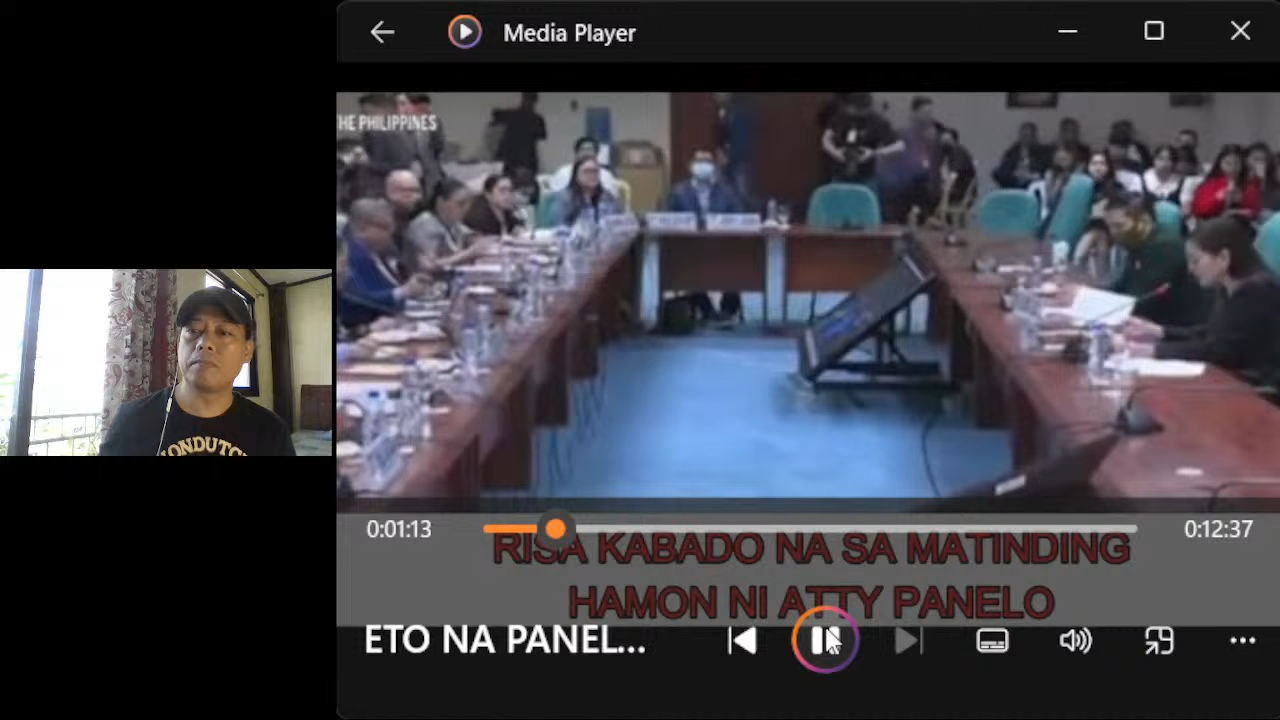 Media Player
THE PHILIPPINES
0:01:13
0:12:37
RISA KABADO NA SA MATINDING
HAMON NI ATTY PANELO
ETO NA PANEL...